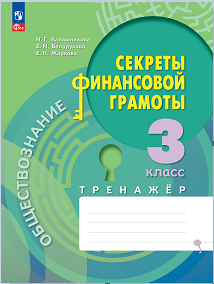 Н. Г. Калашникова
Е. М. Белорукова
Е. Н. Жаркова
СЕКРЕТЫ
ФИНАНСОВОЙ
ГРАМОТЫ
3
класс
ТРЕНАЖЁР
ОБЩЕСТВОЗНАНИЕ